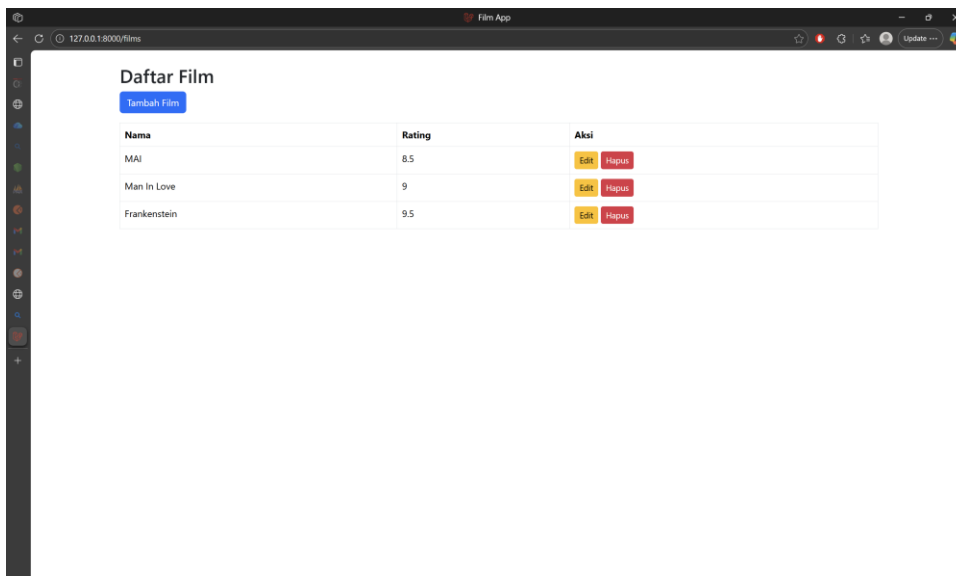 Film App
127.0.0.1:8000/films
Update
Daftar Film
Tambah Film
Nama Rating Aksi
MAI 8.5 Edit Hapus
Man In Love 9 Edit Hapus
Frankenstein 9.5 Edit Hapus